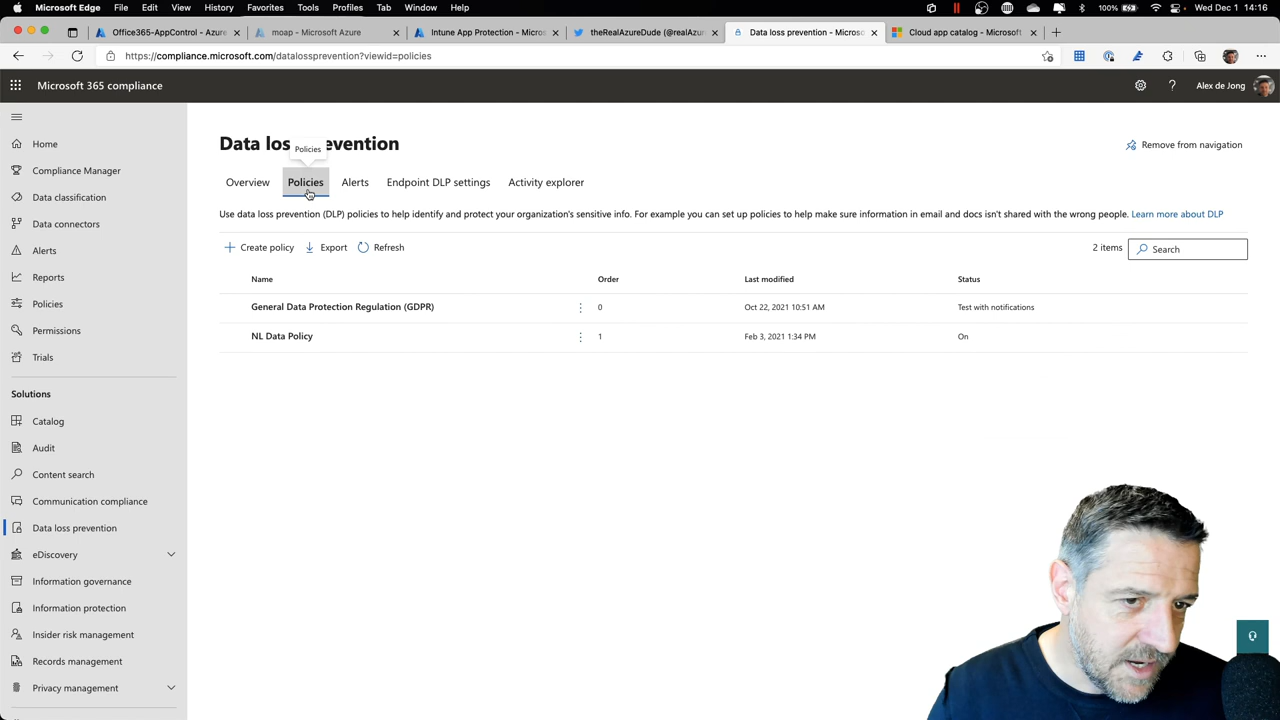 Microsoft Edge File Edit View History Favorites Tools Profiles Tab Window Help
100% Wed Dec 1 14:16
Office365-AppControl - Azure
moap - Microsoft Azure
Intune App Protection - Micros
theRealAzureDude (@realAzur
Data loss prevention - Microso
Cloud app catalog - Microsoft
https://compliance.microsoft.com/datalossprevention?viewid=policies
Microsoft 365 compliance
Alex de Jong
Home
Compliance Manager
Data classification
Data connectors
Alerts
Reports
Policies
Permissions
Trials
Solutions
Catalog
Audit
Content search
Communication compliance
Data loss prevention
eDiscovery
Information governance
Information protection
Insider risk management
Records management
Privacy management
Data los evention
Policies
Remove from navigation
Overview Policies Alerts Endpoint DLP settings Activity explorer
Use data loss prevention (DLP) policies to help identify and protect your organization's sensitive info. For example you can set up policies to help make sure information in email and docs isn't shared with the wrong people. Learn more about DLP
Create policy Export Refresh
2 items Search
Name Order Last modified Status
General Data Protection Regulation (GDPR) 0 Oct 22, 2021 10:51 AM Test with notifications
NL Data Policy 1 Feb 3, 2021 1:34 PM On